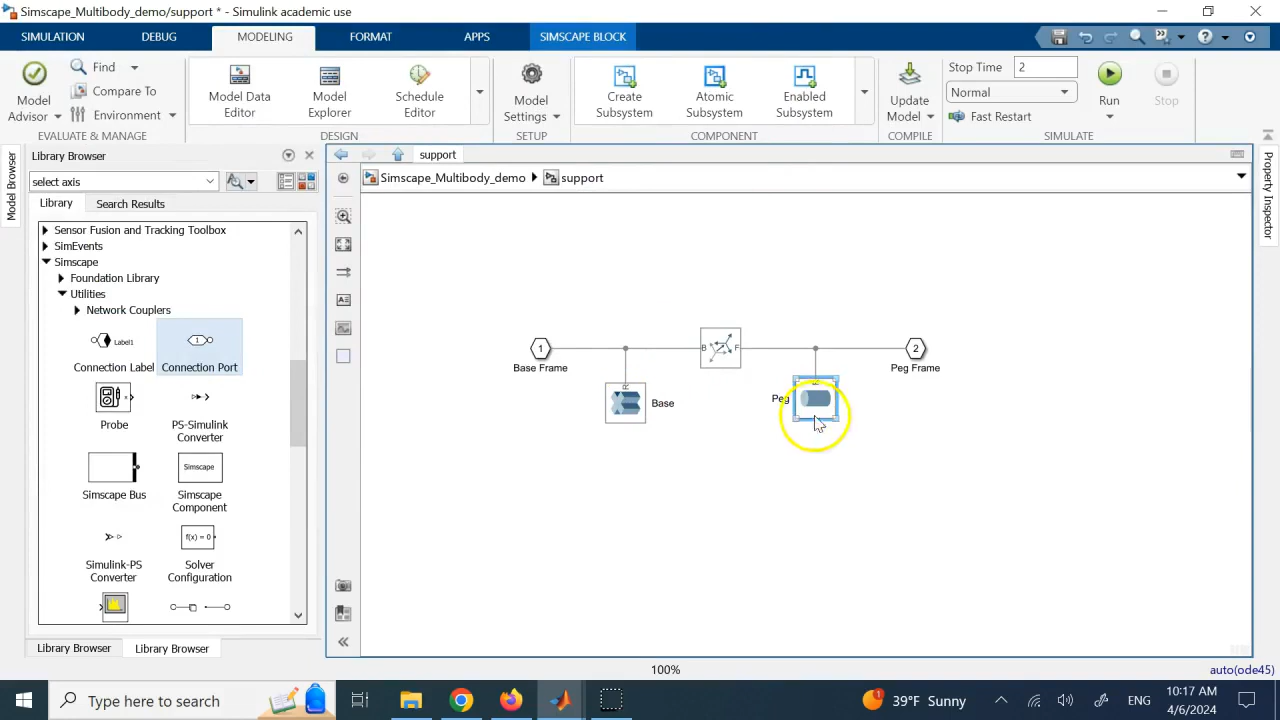 Simscape_Multibody_demo/support * - Simulink academic use
SIMULATION DEBUG MODELING FORMAT APPS SIMSCAPE BLOCK
Model Advisor
Find
Compare To
Environment
EVALUATE & MANAGE
Model Data Editor
Model Explorer
Schedule Editor
DESIGN
Model Settings
SETUP
Create Subsystem
Atomic Subsystem
Enabled Subsystem
COMPONENT
Update Model
COMPILE
Stop Time 2
Normal
Fast Restart
Run
Stop
SIMULATE
Model Browser
Library Browser
select axis
Library Search Results
Sensor Fusion and Tracking Toolbox
SimEvents
Simscape
Foundation Library
Utilities
Network Couplers
Label1
1
Connection Label Connection Port
Probe
PS-Simulink Converter
Simscape
Simscape Bus
Simscape Component
f(x) = 0
Simulink-PS Converter
Solver Configuration
Library Browser Library Browser
support
Simscape_Multibody_demo support
1
Base Frame
R
Base
B F
R
Peg
2
Peg Frame
Property Inspector
100%
auto(ode45)
Type here to search
1
39°F Sunny
ENG
10:17 AM
4/6/2024